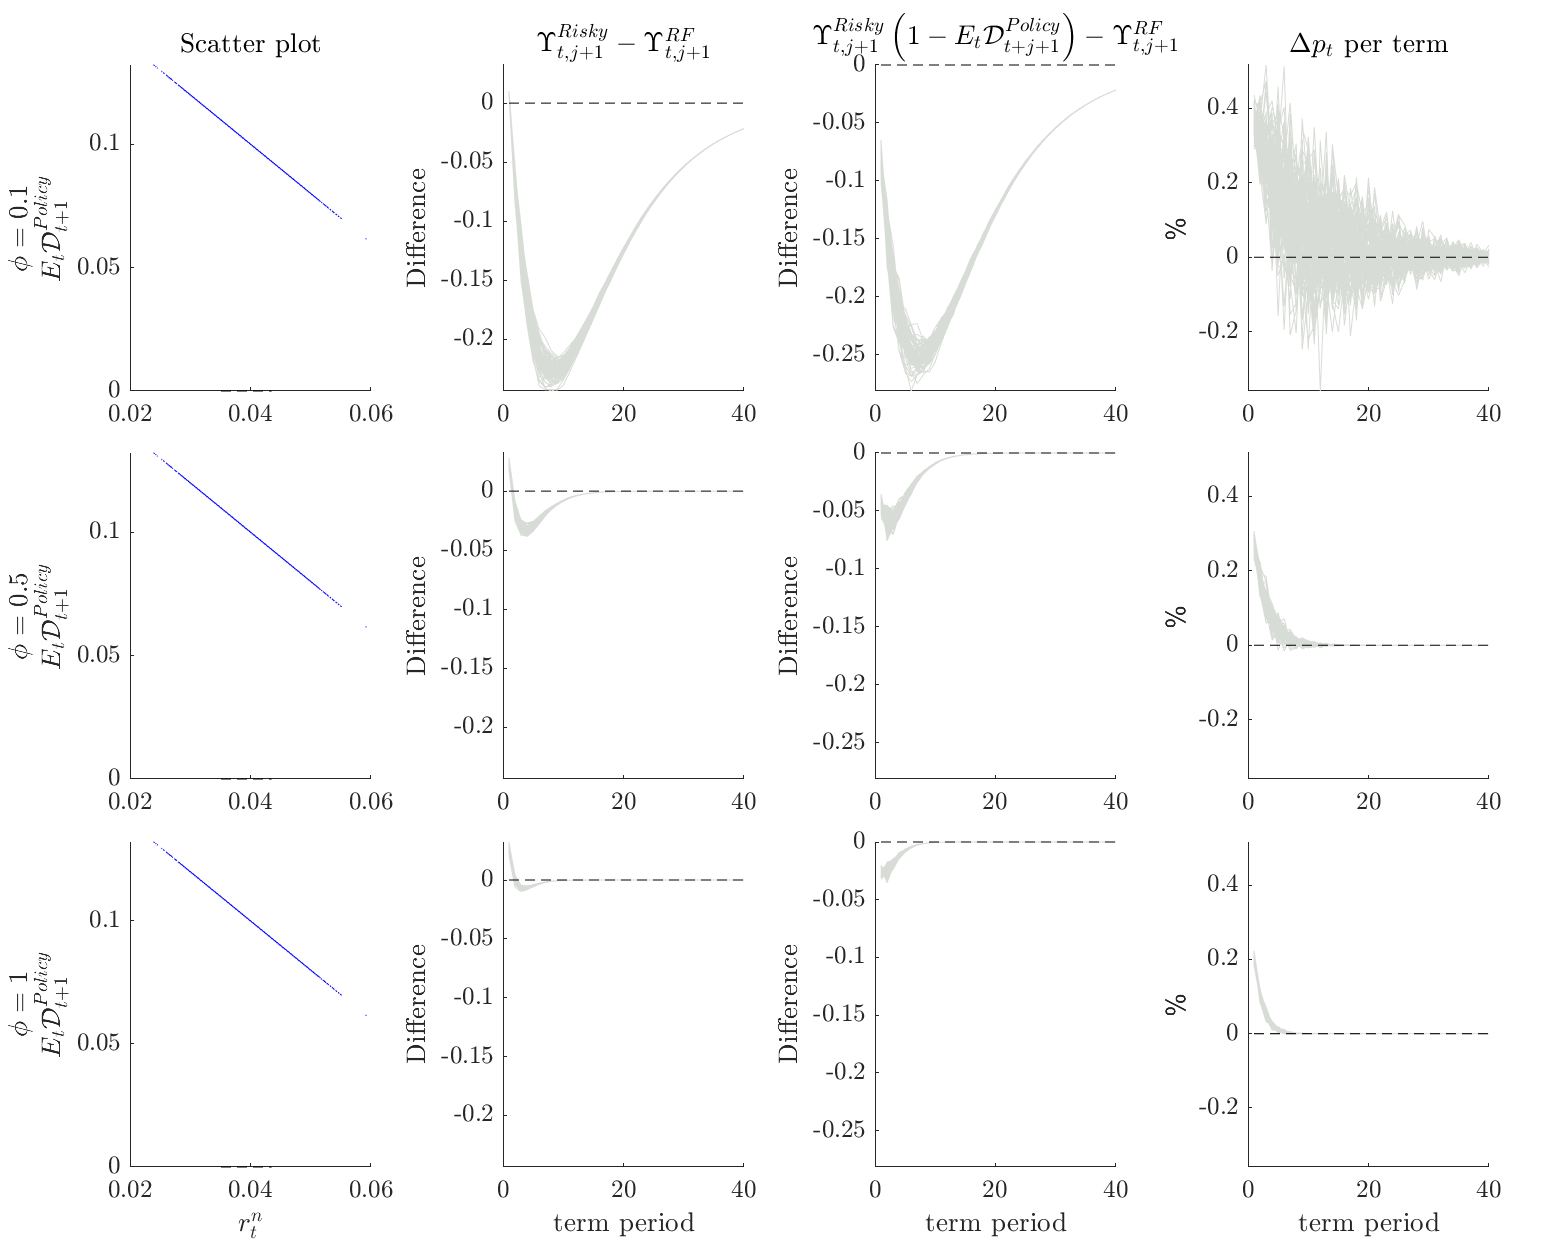 Scatter plot
ϒ^{Risky}_{t,j+1} − ϒ^{RF}_{t,j+1}
ϒ^{Risky}_{t,j+1} (1 − E_t𝒟^{Policy}_{t+j+1}) − ϒ^{RF}_{t,j+1}
Δp_t per term
ϕ = 0.1
E_t𝒟^{Policy}_{t+1}
0.1
0.05
0
0.02 0.04 0.06
Difference
0
-0.05
-0.1
-0.15
-0.2
0 20 40
Difference
0
-0.05
-0.1
-0.15
-0.2
-0.25
0 20 40
%
0.4
0.2
0
-0.2
0 20 40
ϕ = 0.5
E_t𝒟^{Policy}_{t+1}
0.1
0.05
0
0.02 0.04 0.06
Difference
0
-0.05
-0.1
-0.15
-0.2
0 20 40
Difference
0
-0.05
-0.1
-0.15
-0.2
-0.25
0 20 40
%
0.4
0.2
0
-0.2
0 20 40
ϕ = 1
E_t𝒟^{Policy}_{t+1}
0.1
0.05
0
0.02 0.04 0.06
r^n_t
Difference
0
-0.05
-0.1
-0.15
-0.2
0 20 40
term period
Difference
0
-0.05
-0.1
-0.15
-0.2
-0.25
0 20 40
term period
%
0.4
0.2
0
-0.2
0 20 40
term period